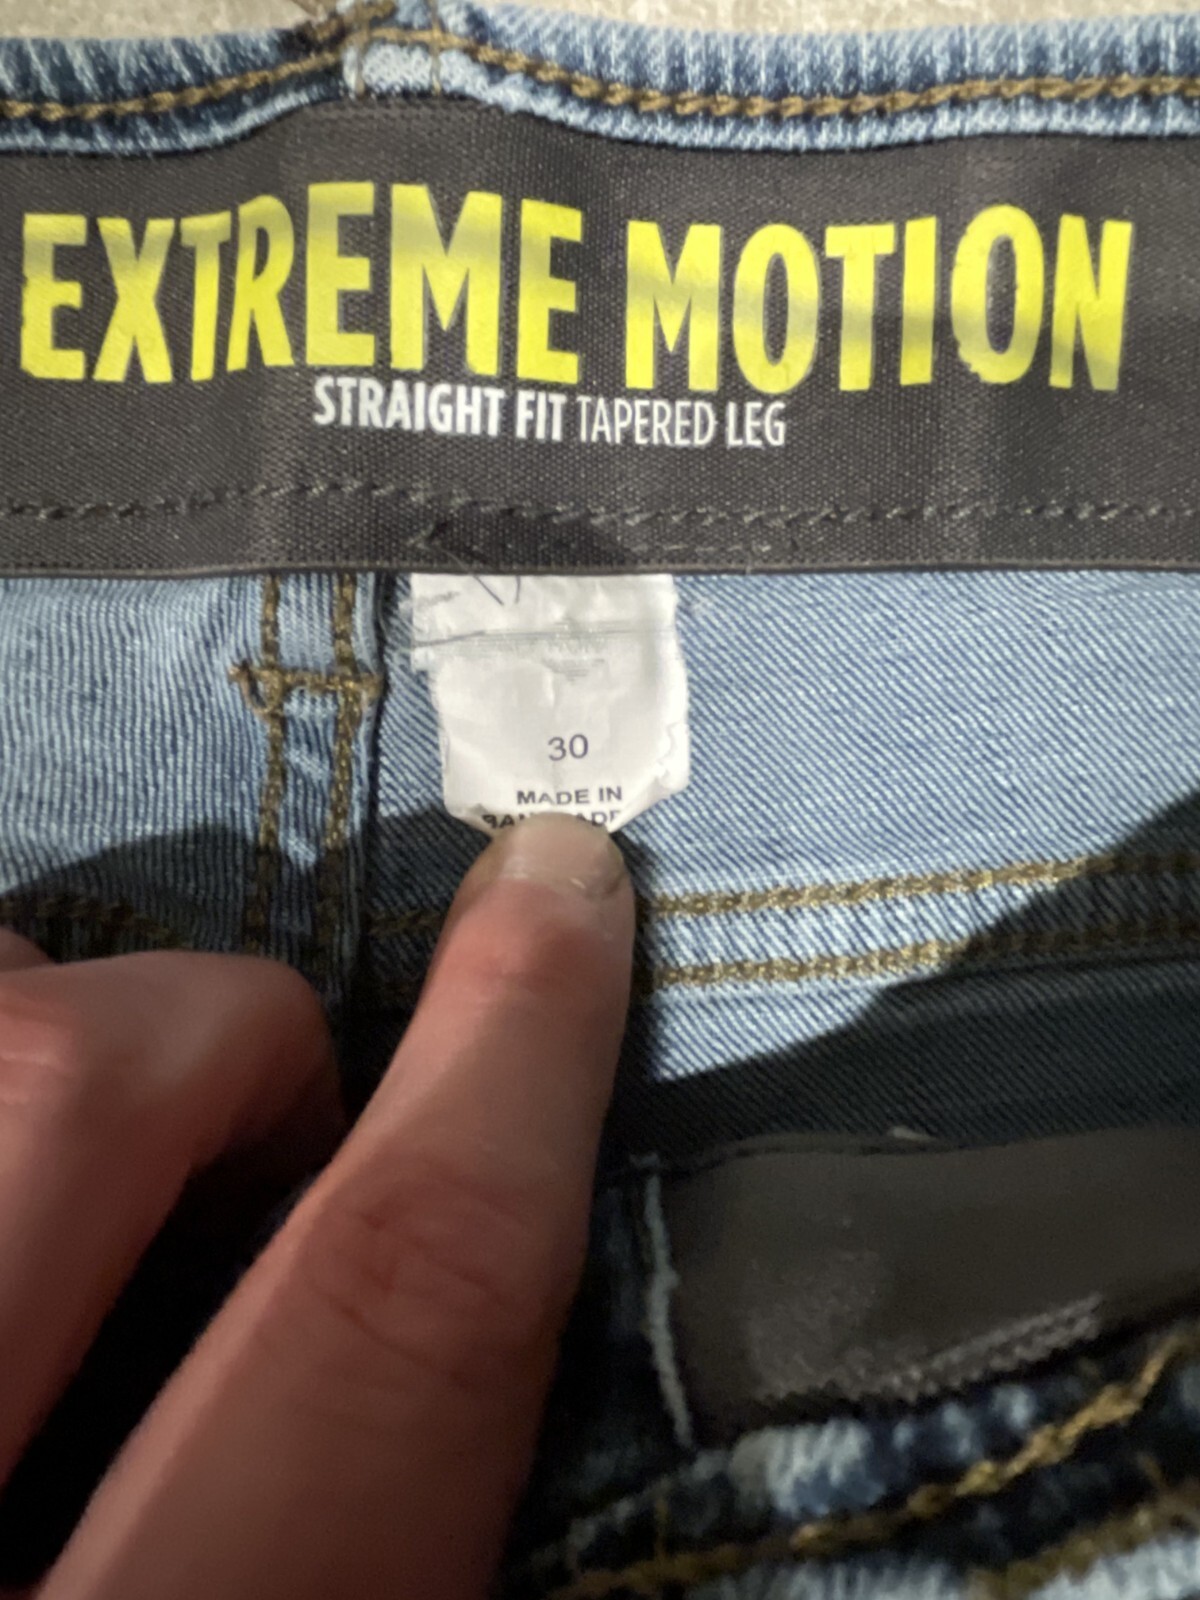 EXTREME MOTION
STRAIGHT FIT TAPERED LEG
30
MADE IN